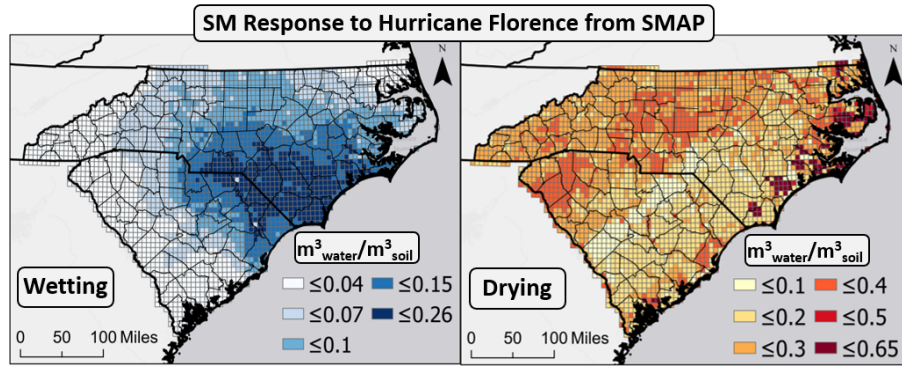 SM Response to Hurricane Florence from SMAP
N
m³water/m³soil
Wetting
≤0.04 ≤0.15
≤0.07 ≤0.26
≤0.1
0 50 100 Miles
N
m³water/m³soil
Drying
≤0.1 ≤0.4
≤0.2 ≤0.5
≤0.3 ≤0.65
0 50 100 Miles